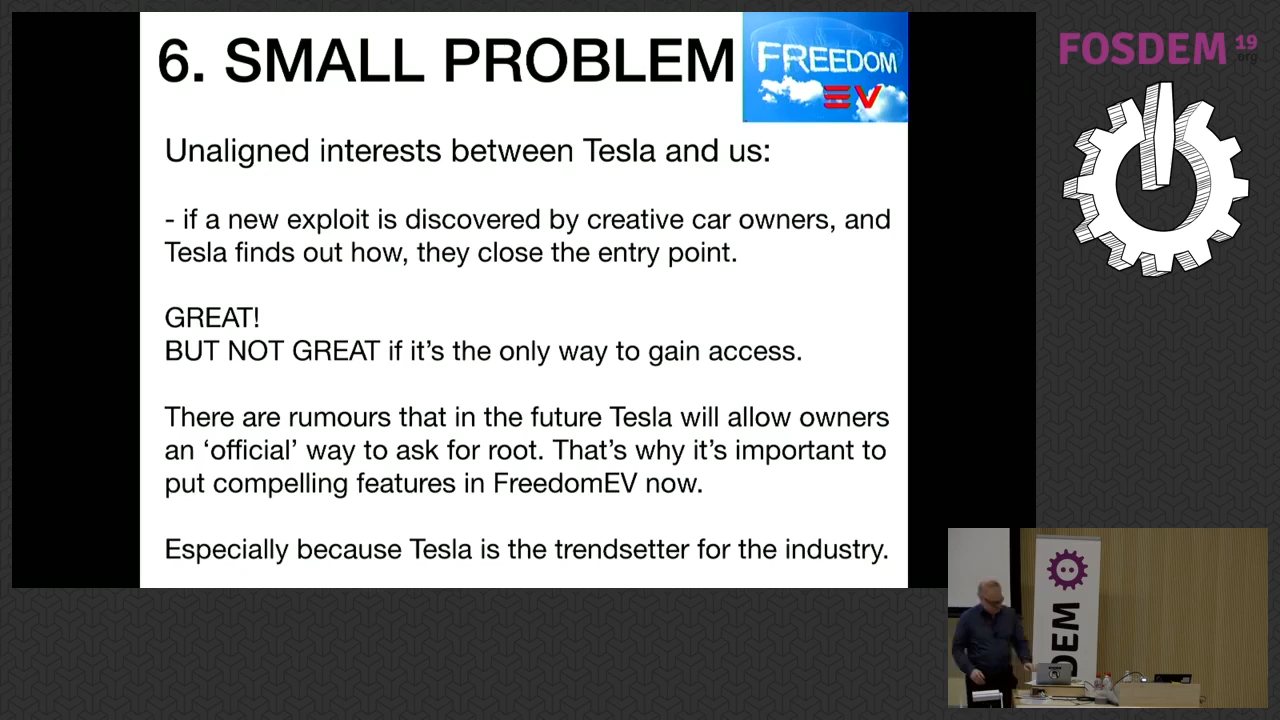 6. SMALL PROBLEM
FREEDOM
EV
FOSDEM 19
.org
Unaligned interests between Tesla and us:
- if a new exploit is discovered by creative car owners, and
Tesla finds out how, they close the entry point.
GREAT!
BUT NOT GREAT if it's the only way to gain access.
There are rumours that in the future Tesla will allow owners
an ‘official’ way to ask for root. That's why it's important to
put compelling features in FreedomEV now.
Especially because Tesla is the trendsetter for the industry.
DEM